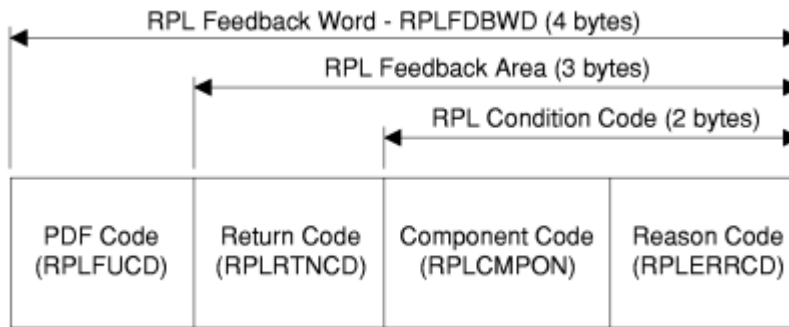 RPL Feedback Word - RPLFDBWD (4 bytes)
RPL Feedback Area (3 bytes)
RPL Condition Code (2 bytes)
PDF Code Return Code Component Code Reason Code
(RPLFUCD) (RPLRTNCD) (RPLCMPON) (RPLERRCD)